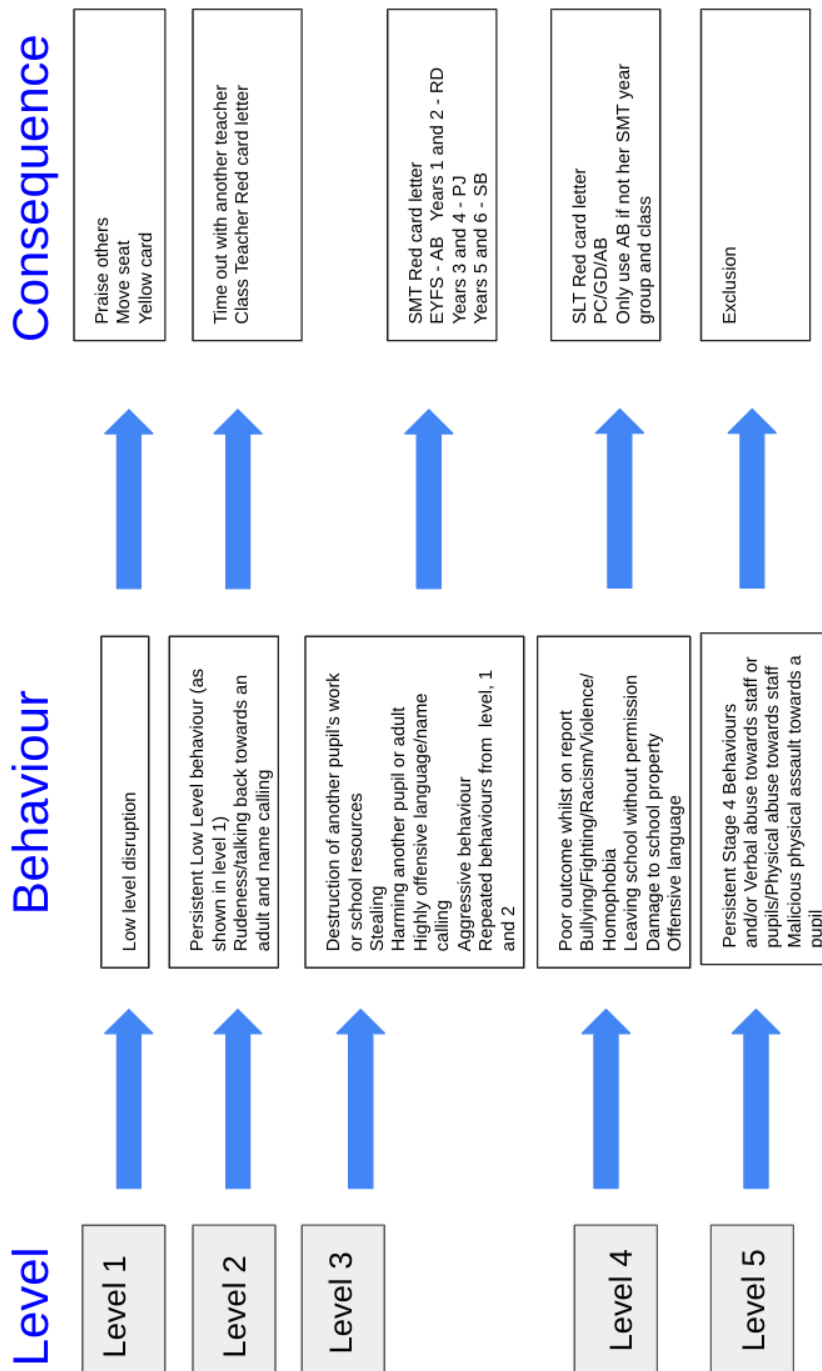 Level
Behaviour
Consequence
Level 1
Low level disruption
Praise others
Move seat
Yellow card
Level 2
Persistent Low Level behaviour (as
shown in level 1)
Rudeness/talking back towards an
adult and name calling
Time out with another teacher
Class Teacher Red card letter
Level 3
Destruction of another pupil's work
or school resources
Stealing
Harming another pupil or adult
Highly offensive language/name
calling
Aggressive behaviour
Repeated behaviours from level, 1
and 2
SMT Red card letter
EYFS - AB Years 1 and 2 - RD
Years 3 and 4 - PJ
Years 5 and 6 - SB
Level 4
Poor outcome whilst on report
Bullying/Fighting/Racism/Violence/
Homophobia
Leaving school without permission
Damage to school property
Offensive language
SLT Red card letter
PC/GD/AB
Only use AB if not her SMT year
group and class
Level 5
Persistent Stage 4 Behaviours
and/or Verbal abuse towards staff or
pupils/Physical abuse towards staff
Malicious physical assault towards a
pupil
Exclusion